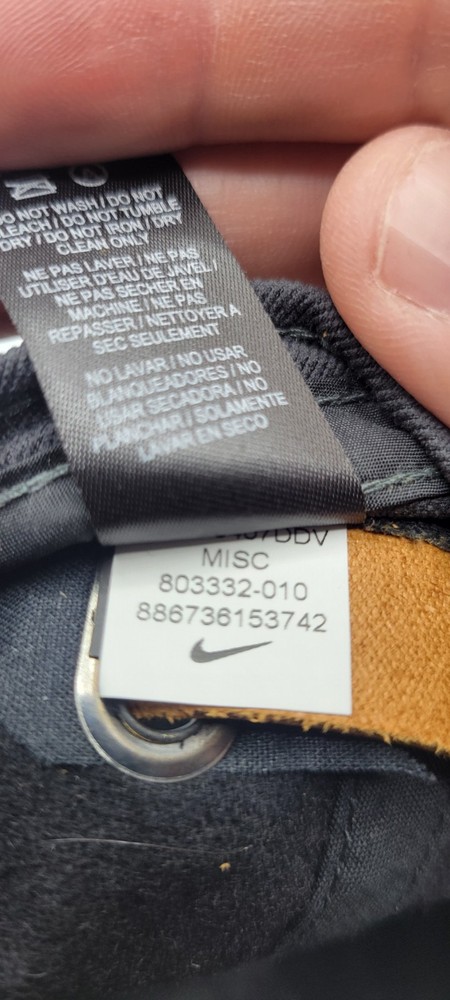 DO NOT WASH / DO NOT
BLEACH / DO NOT TUMBLE
DRY / DO NOT IRON / DRY
CLEAN ONLY
NE PAS LAVER / NE PAS
UTILISER D'EAU DE JAVEL /
NE PAS SECHER EN
MACHINE / NE PAS
REPASSER / NETTOYER A
SEC SEULEMENT
NO LAVAR / NO USAR
BLANQUEADORES / NO
USAR SECADORA / NO
PLANCHAR / SOLAMENTE
LAVAR EN SECO
MISC
803332-010
886736153742